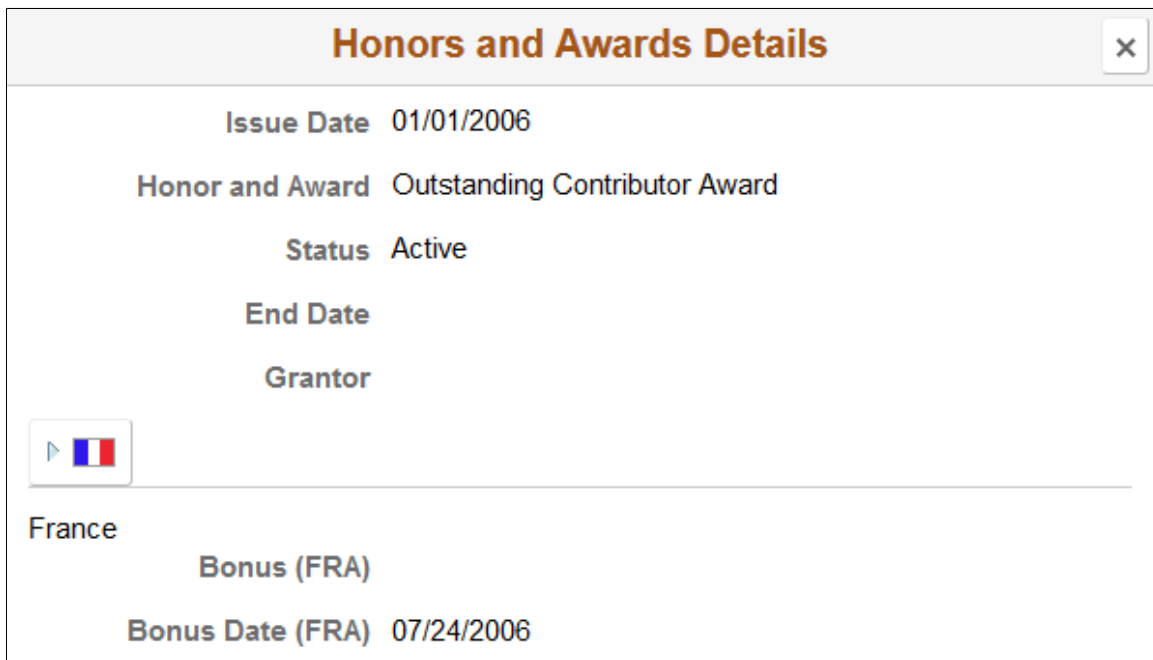 Honors and Awards Details ×
Issue Date 01/01/2006
Honor and Award Outstanding Contributor Award
Status Active
End Date
Grantor
France
Bonus (FRA)
Bonus Date (FRA) 07/24/2006